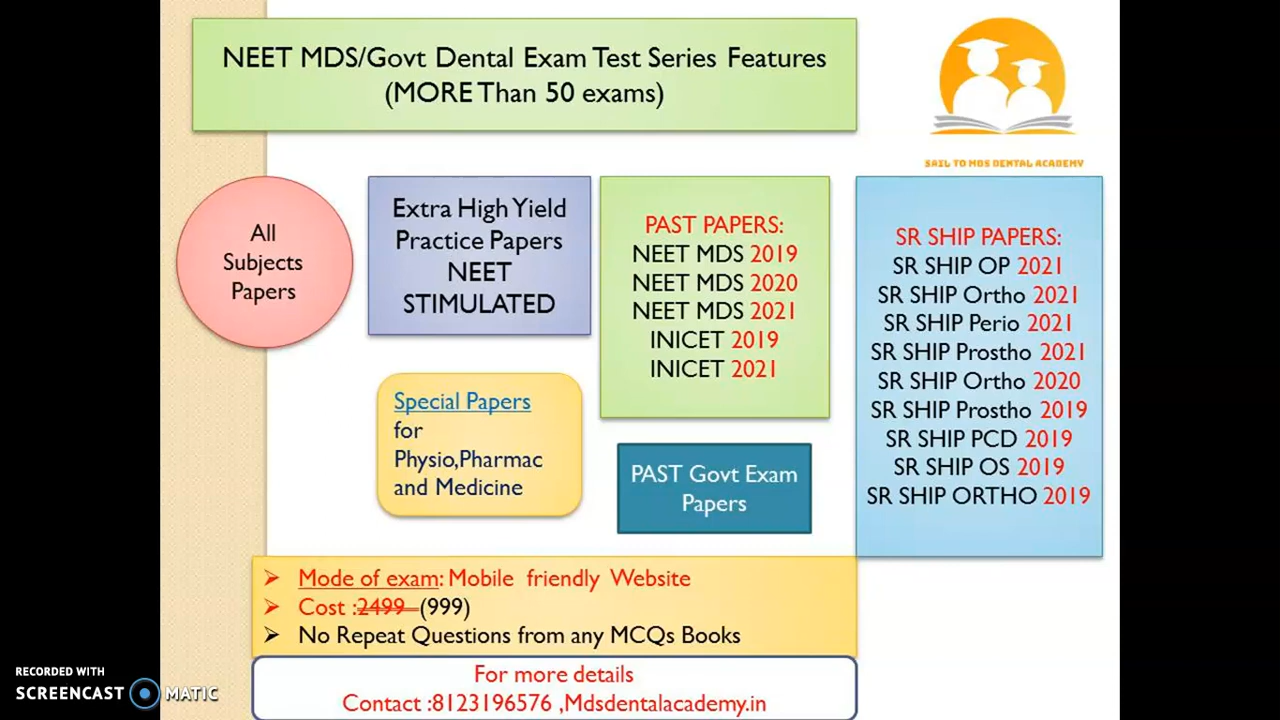 NEET MDS/Govt Dental Exam Test Series Features
(MORE Than 50 exams)
SAIL TO MDS DENTAL ACADEMY
All
Subjects
Papers
Extra High Yield
Practice Papers
NEET
STIMULATED
PAST PAPERS:
NEET MDS 2019
NEET MDS 2020
NEET MDS 2021
INICET 2019
INICET 2021
SR SHIP PAPERS:
SR SHIP OP 2021
SR SHIP Ortho 2021
SR SHIP Perio 2021
SR SHIP Prostho 2021
SR SHIP Ortho 2020
SR SHIP Prostho 2019
SR SHIP PCD 2019
SR SHIP OS 2019
SR SHIP ORTHO 2019
Special Papers
for
Physio,Pharmac
and Medicine
PAST Govt Exam
Papers
Mode of exam: Mobile friendly Website
Cost :2499 (999)
No Repeat Questions from any MCQs Books
For more details
Contact :8123196576 ,Mdsdentalacademy.in
RECORDED WITH
SCREENCAST MATIC